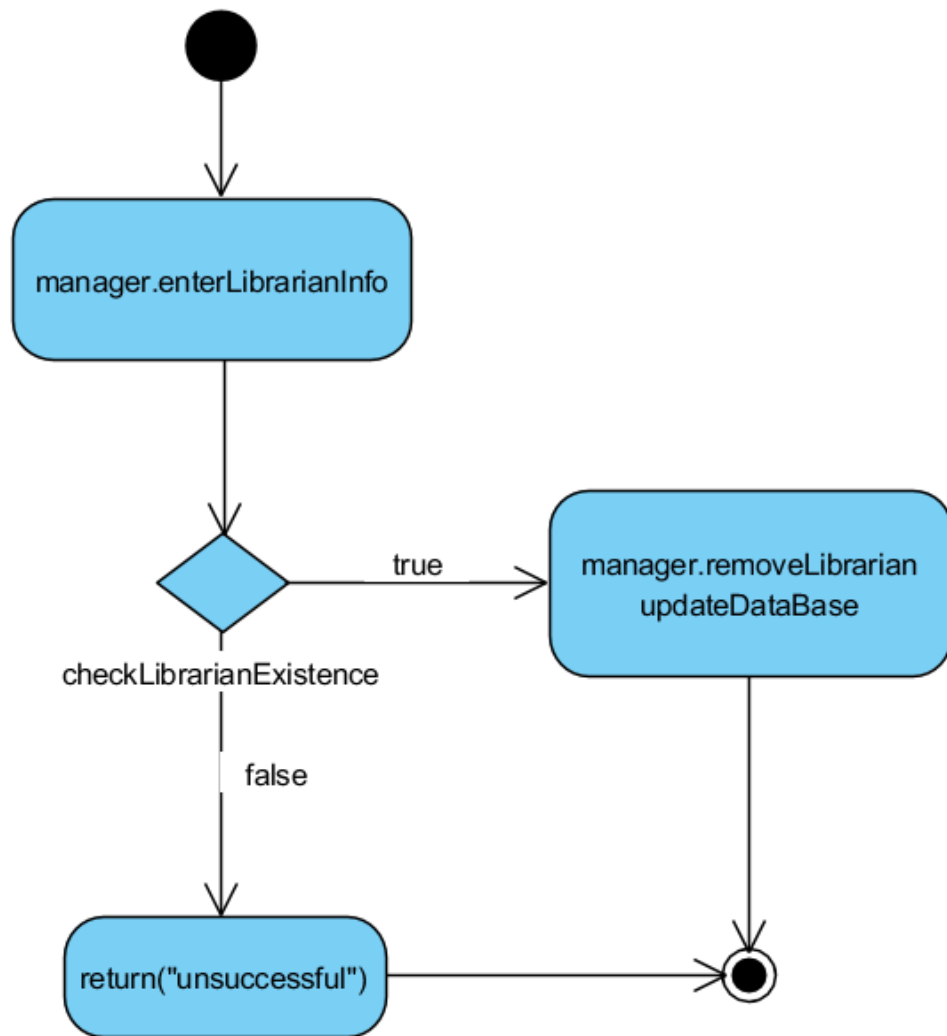 manager.enterLibrarianInfo
true
manager.removeLibrarian
updateDataBase
checkLibrarianExistence
false
return("unsuccessful")